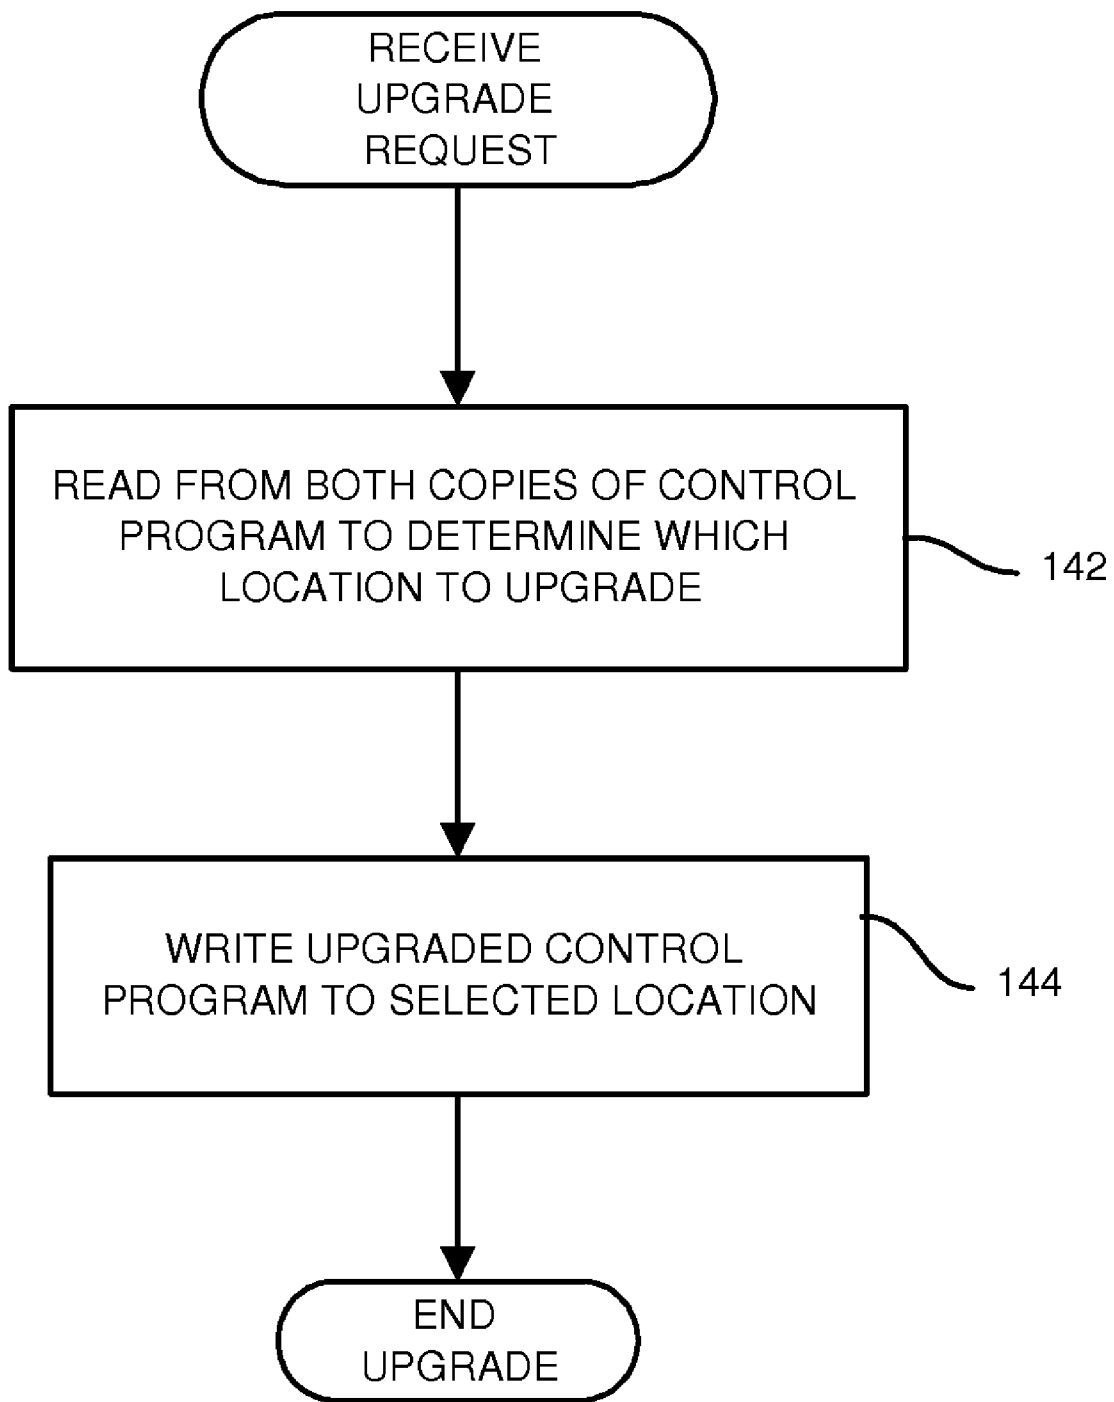 RECEIVE
UPGRADE
REQUEST
READ FROM BOTH COPIES OF CONTROL
PROGRAM TO DETERMINE WHICH
LOCATION TO UPGRADE
142
WRITE UPGRADED CONTROL
PROGRAM TO SELECTED LOCATION
144
END
UPGRADE